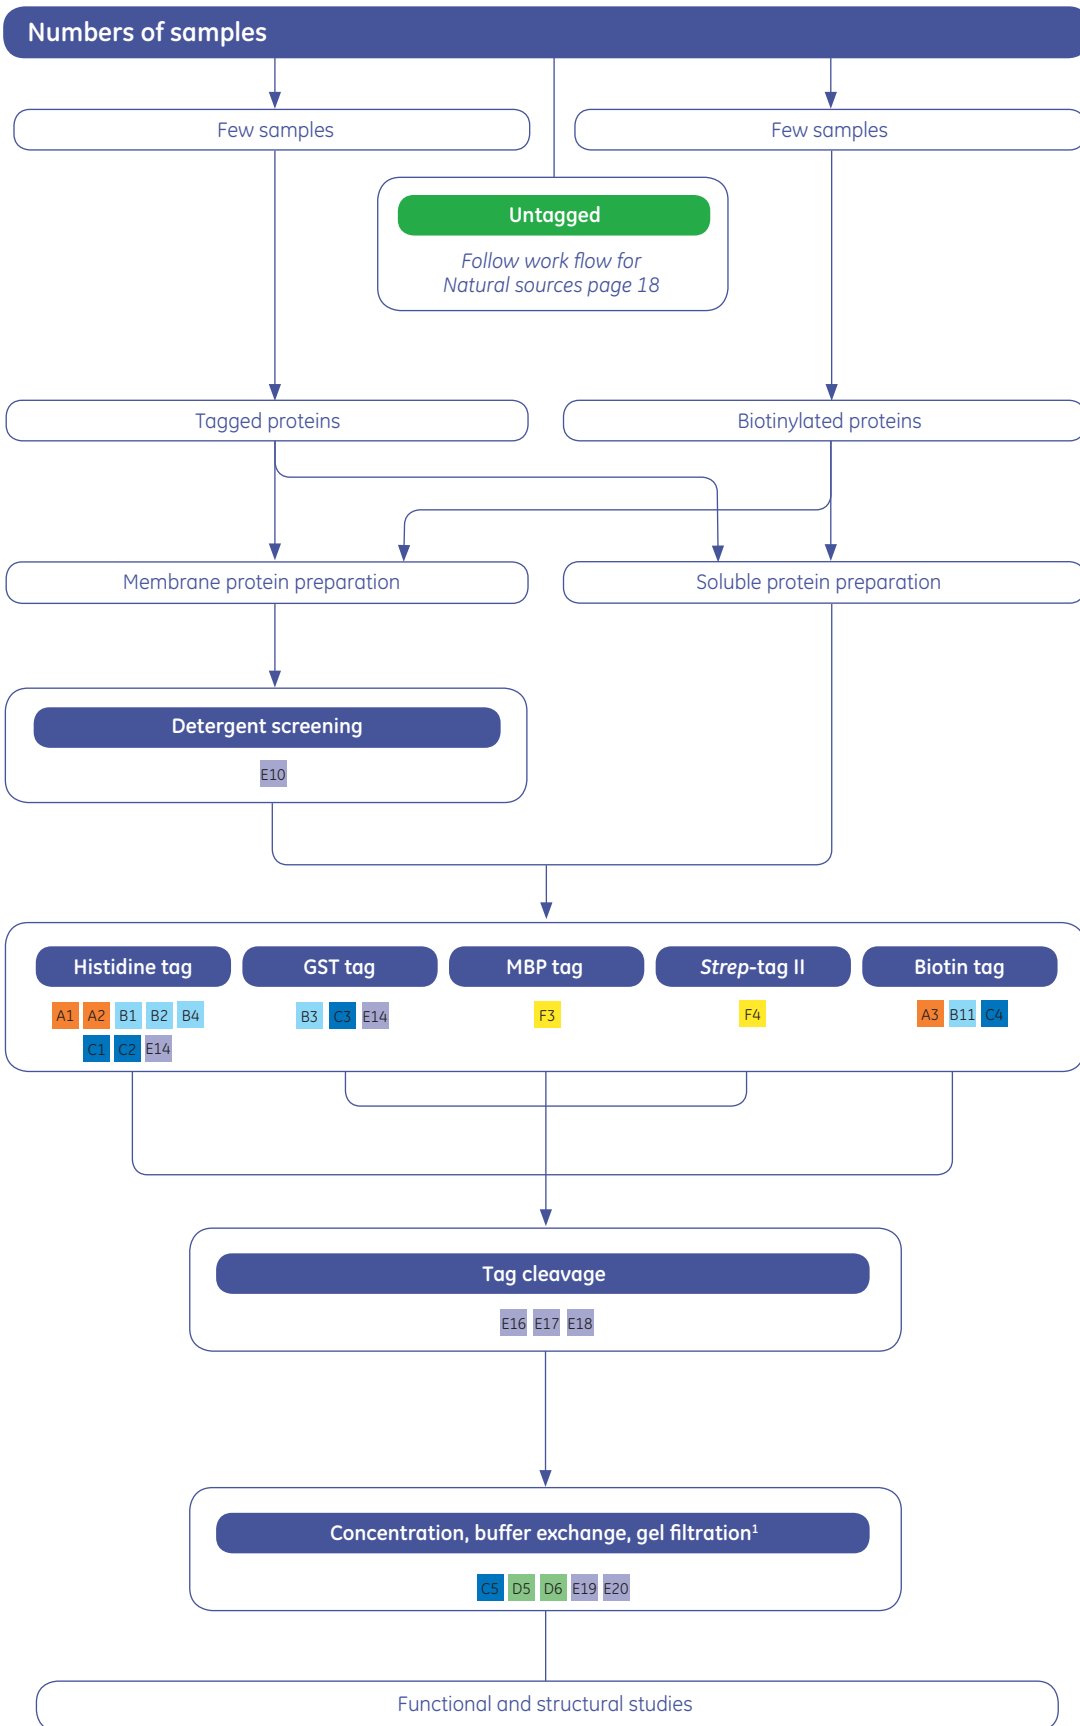 Numbers of samples
Few samples
Few samples
Untagged
Follow work flow for
Natural sources page 18
Tagged proteins
Biotinylated proteins
Membrane protein preparation
Soluble protein preparation
Detergent screening
E10
Histidine tag
A1 A2 B1 B2 B4
C1 C2 E14
GST tag
B3 C3 E14
MBP tag
F3
Strep-tag II
F4
Biotin tag
A3 B11 C4
Tag cleavage
E16 E17 E18
Concentration, buffer exchange, gel filtration¹
C5 D5 D6 E19 E20
Functional and structural studies